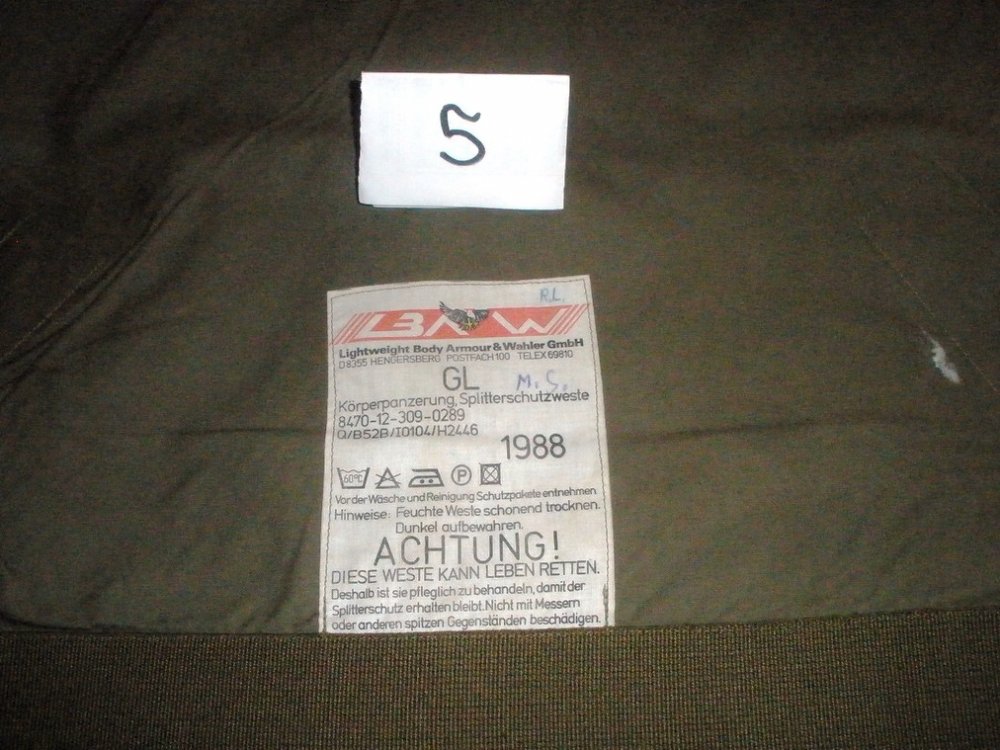 5
R.L.
LBAW
Lightweight Body Armour & Wahler GmbH
D 8355 HENGERSBERG POSTFACH 100 TELEX 69810
GL M. S.
Körperpanzerung, Splitterschutzweste
8470-12-309-0289
Q/B52B/I0104/H2446
1988
60°C P
Vor der Wäsche und Reinigung Schutzpakete entnehmen.
Hinweise: Feuchte Weste schonend trocknen.
Dunkel aufbewahren.
ACHTUNG!
DIESE WESTE KANN LEBEN RETTEN.
Deshalb ist sie pfleglich zu behandeln, damit der
Splitterschutz erhalten bleibt. Nicht mit Messern
oder anderen spitzen Gegenständen beschädigen.